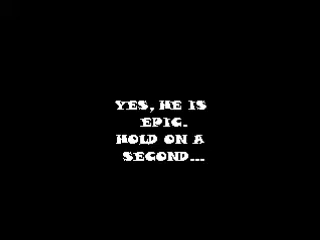 YES, HE IS
EPIC.
HOLD ON A
SECOND...